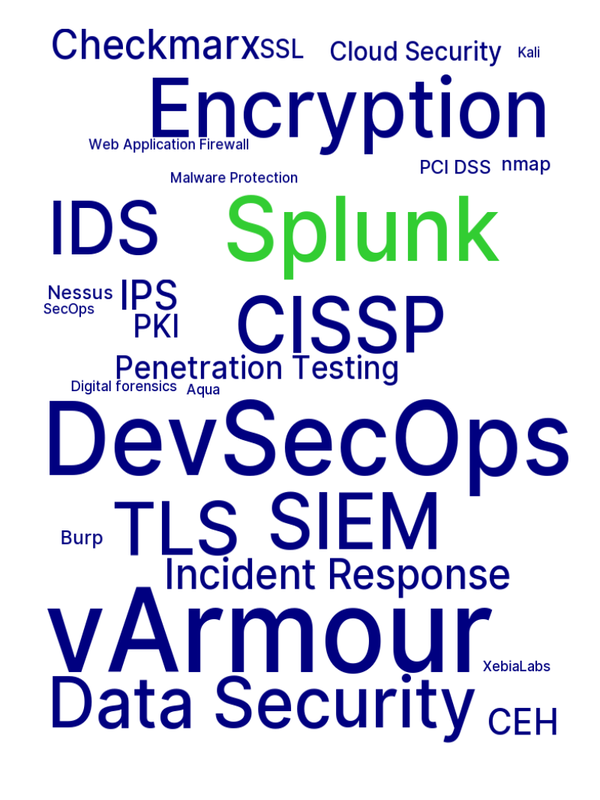 Checkmarx SSL Cloud Security Kali
Encryption
Web Application Firewall
PCI DSS nmap
Malware Protection
IDS Splunk
Nessus IPS CISSP
SecOps
PKI
Penetration Testing
Digital forensics Aqua
DevSecOps
TLS SIEM
Burp
Incident Response
vArmour
XebiaLabs
Data Security CEH